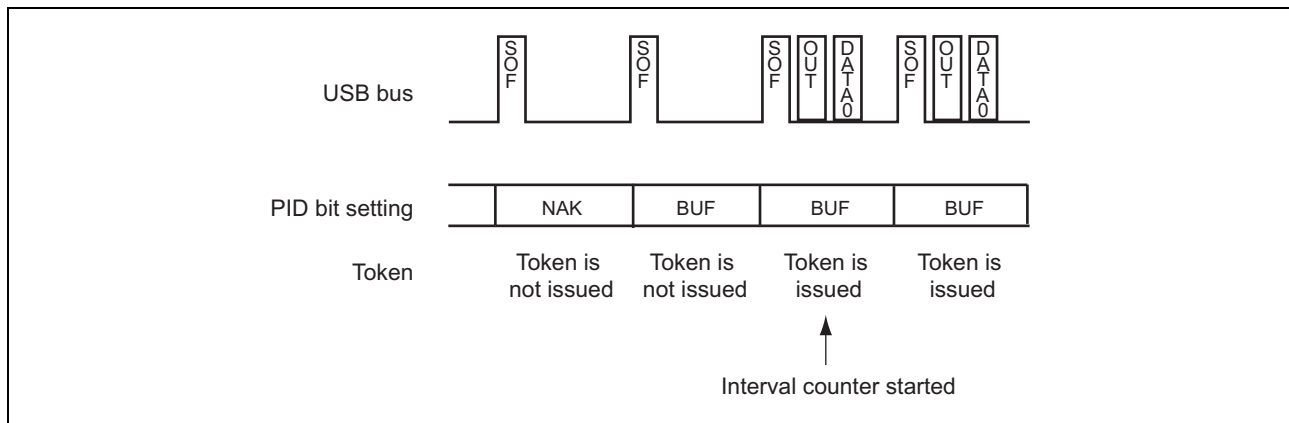 USB bus
SOF
SOF
SOF
OUT
DATA0
SOF
OUT
DATA0
PID bit setting
NAK
BUF
BUF
BUF
Token
Token is
not issued
Token is
not issued
Token is
issued
Token is
issued
Interval counter started